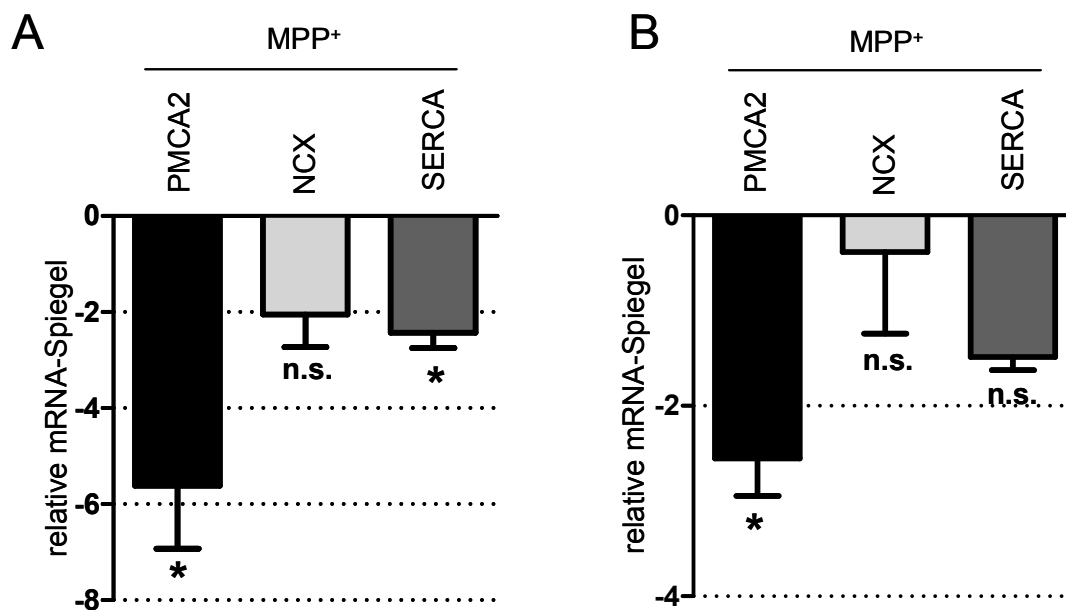 A
MPP⁺
PMCA2
NCX
SERCA
0
-2
-4
-6
-8
relative mRNA-Spiegel
n.s.
*
*
B
MPP⁺
PMCA2
NCX
SERCA
0
-2
-4
relative mRNA-Spiegel
n.s.
n.s.
*